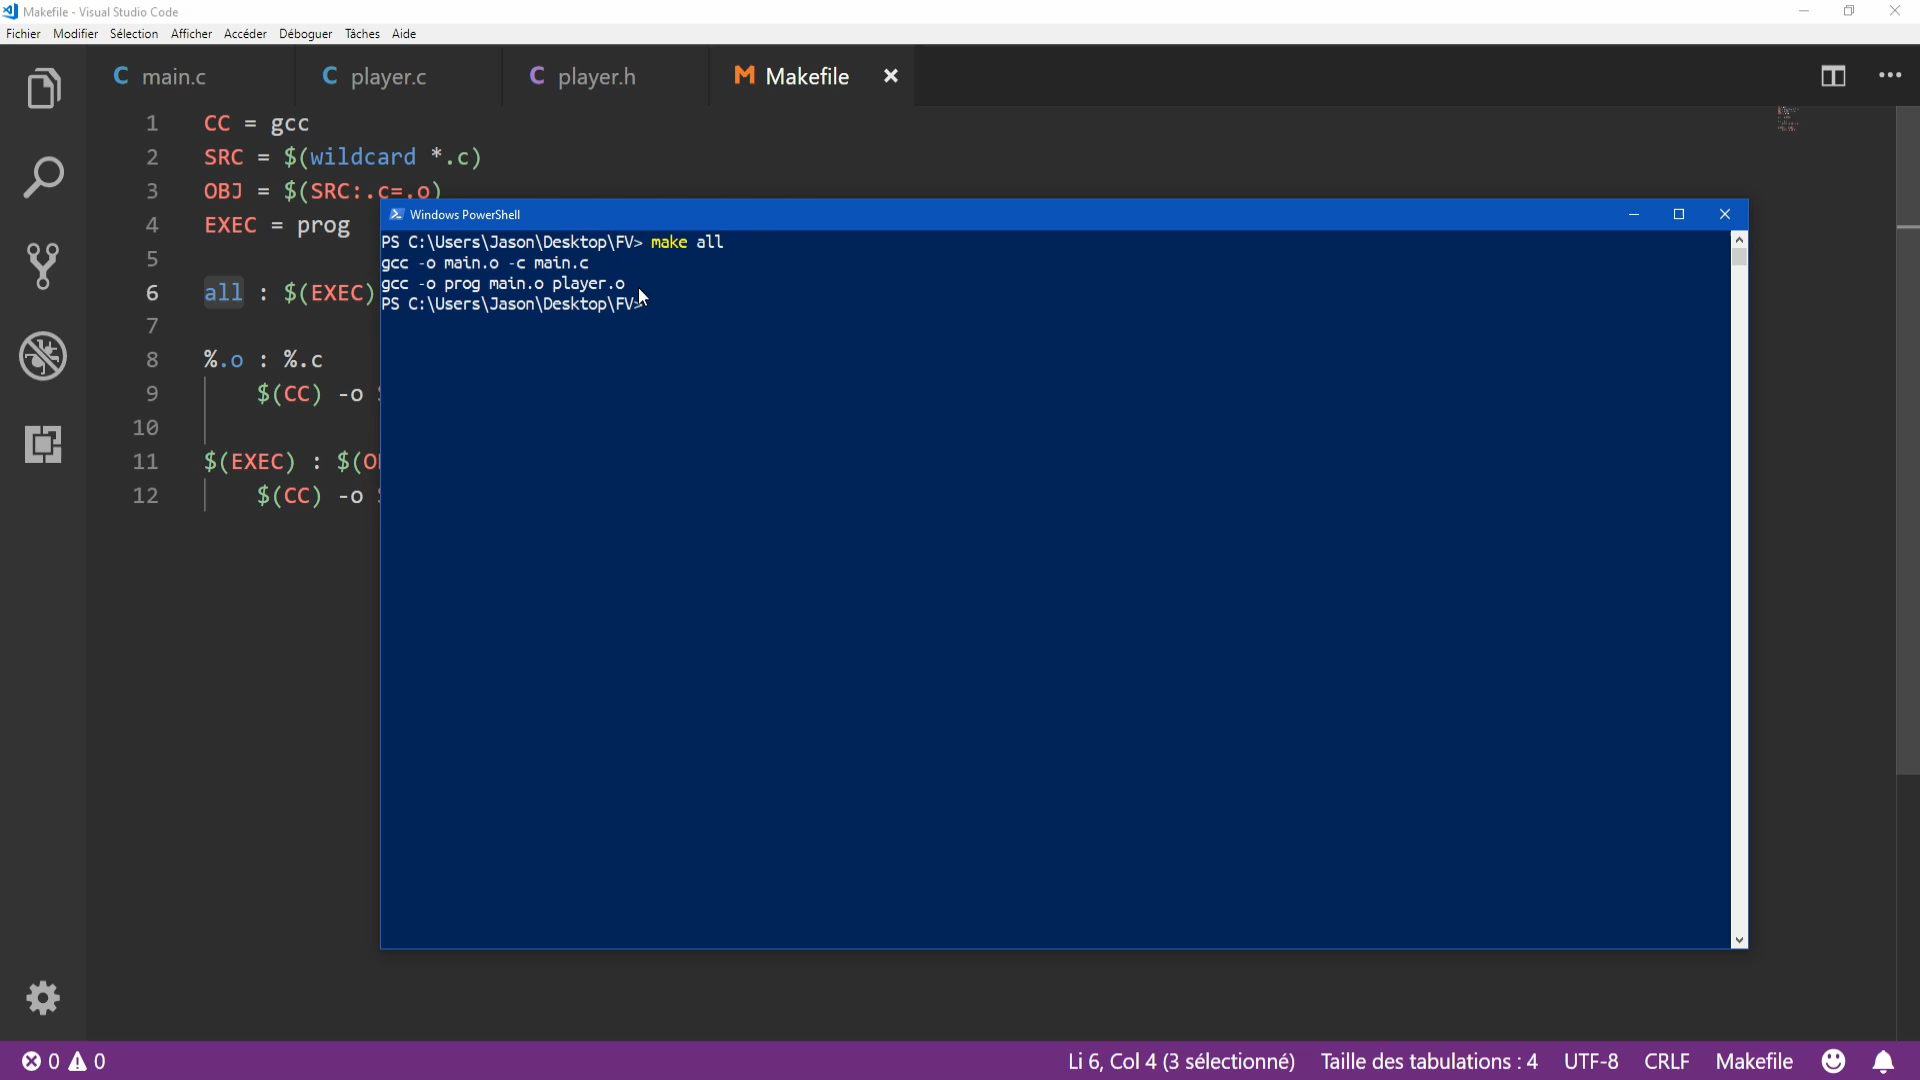 Makefile - Visual Studio Code
Fichier Modifier Sélection Afficher Accéder Déboguer Tâches Aide
C main.c C player.c C player.h M Makefile
1 CC = gcc
2 SRC = $(wildcard *.c)
3 OBJ = $(SRC:.c=.o)
4 EXEC = prog
5
6 all : $(EXEC)
7
8 %.o : %.c
9 $(CC) -o
10
11 $(EXEC) : $(O
12 $(CC) -o
Windows PowerShell
PS C:\Users\Jason\Desktop\FV> make all
gcc -o main.o -c main.c
gcc -o prog main.o player.o
PS C:\Users\Jason\Desktop\FV>
0 0 Li 6, Col 4 (3 sélectionné) Taille des tabulations : 4 UTF-8 CRLF Makefile